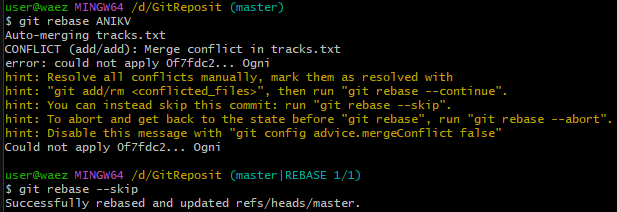 user@waez MINGW64 /d/GitReposit (master)
$ git rebase ANIKV
Auto-merging tracks.txt
CONFLICT (add/add): Merge conflict in tracks.txt
error: could not apply 0f7fdc2... Ogni
hint: Resolve all conflicts manually, mark them as resolved with
hint: "git add/rm <conflicted_files>", then run "git rebase --continue".
hint: You can instead skip this commit: run "git rebase --skip".
hint: To abort and get back to the state before "git rebase", run "git rebase --abort".
hint: Disable this message with "git config advice.mergeConflict false"
Could not apply 0f7fdc2... Ogni
user@waez MINGW64 /d/GitReposit (master|REBASE 1/1)
$ git rebase --skip
Successfully rebased and updated refs/heads/master.